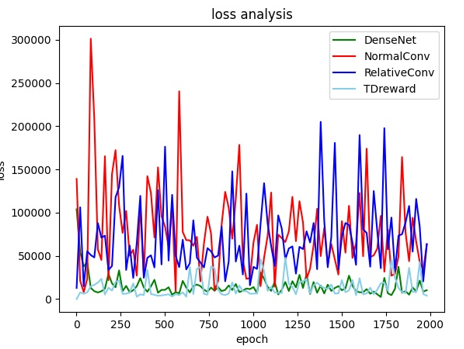 loss analysis
DenseNet
NormalConv
RelativeConv
TDreward
300000
250000
200000
150000
100000
50000
0
loss
0 250 500 750 1000 1250 1500 1750 2000
epoch